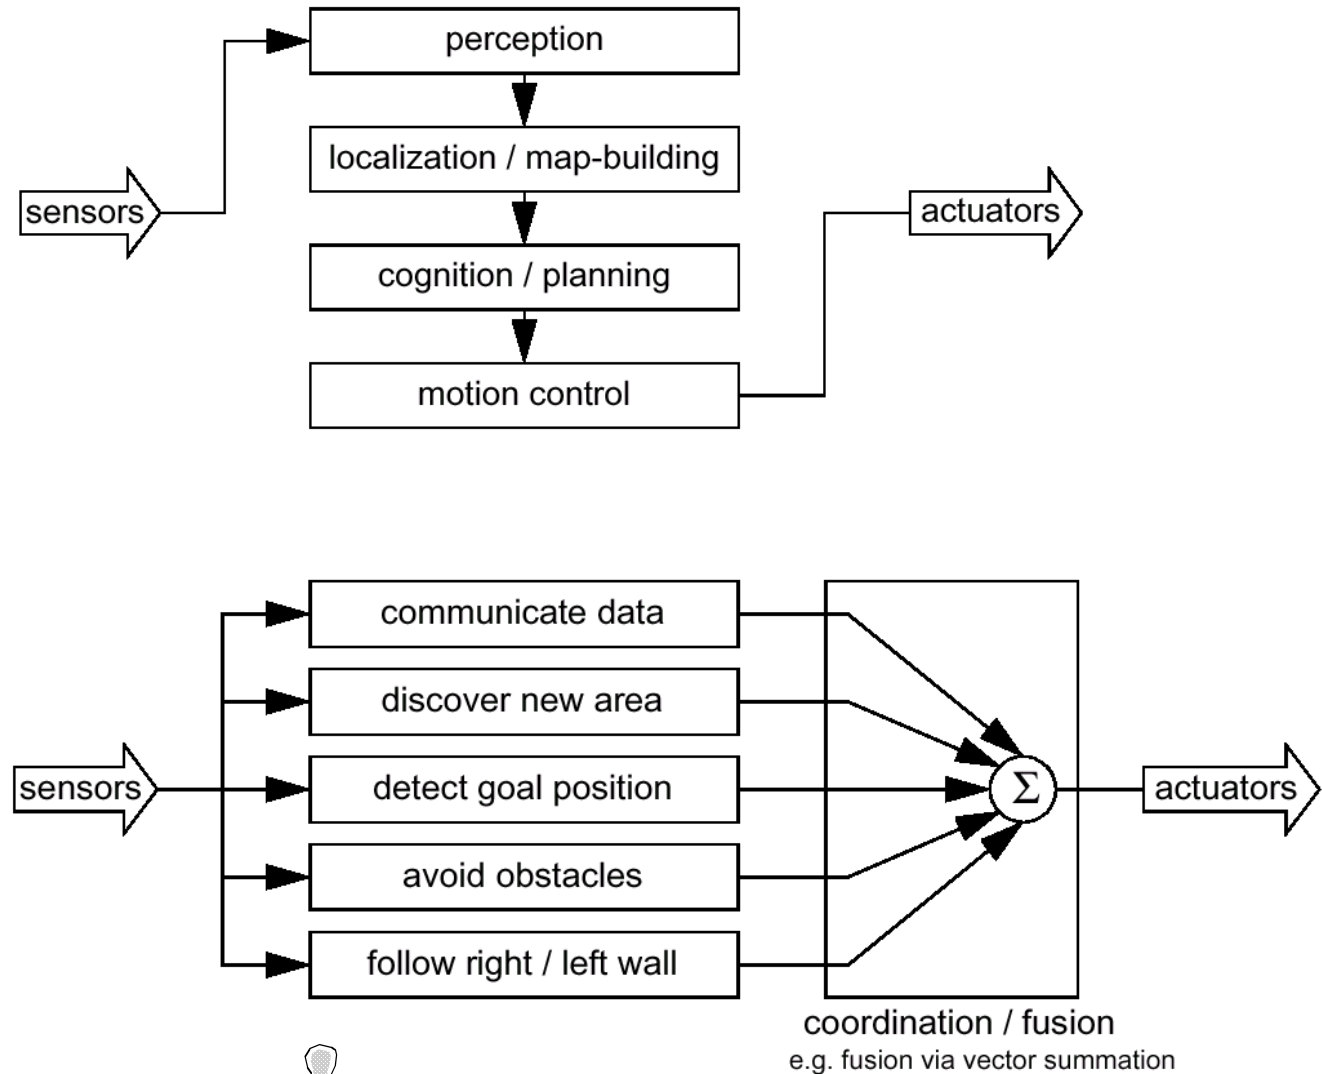 perception
localization / map-building
sensors
actuators
cognition / planning
motion control
communicate data
discover new area
sensors
detect goal position
Σ
actuators
avoid obstacles
follow right / left wall
coordination / fusion
e.g. fusion via vector summation